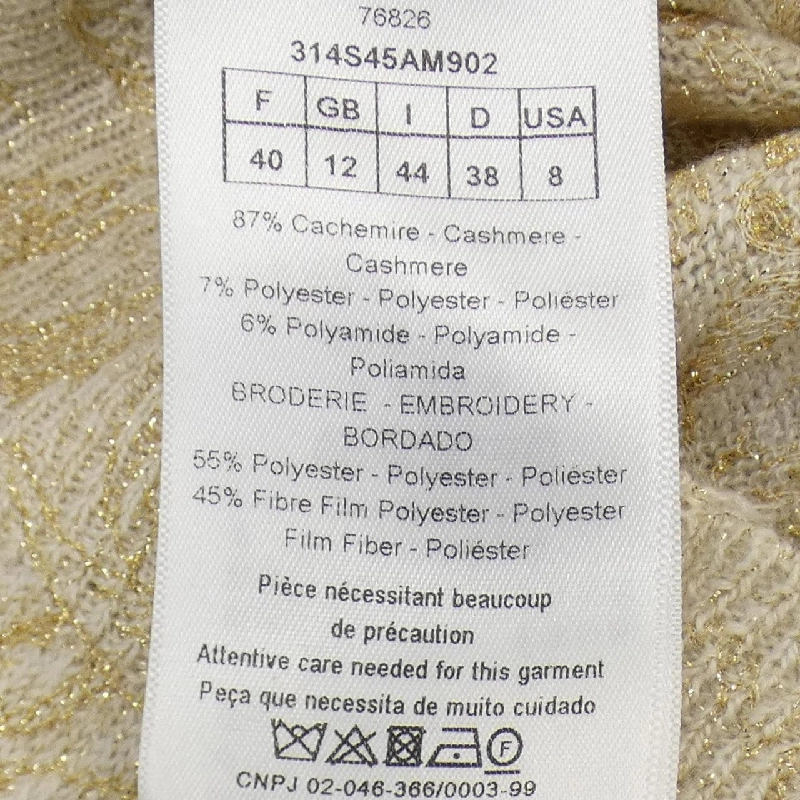 76826
314S45AM902
F GB I D USA
40 12 44 38 8
87% Cachemire - Cashmere -
Cashmere
7% Polyester - Polyester - Poliéster
6% Polyamide - Polyamide -
Poliamida
BRODERIE - EMBROIDERY -
BORDADO
55% Polyester - Polyester - Poliéster
45% Fibre Film Polyester - Polyester
Film Fiber - Poliéster
Pièce nécessitant beaucoup
de précaution
Attentive care needed for this garment
Peça que necessita de muito cuidado
F
CNPJ 02-046-366/0003-99